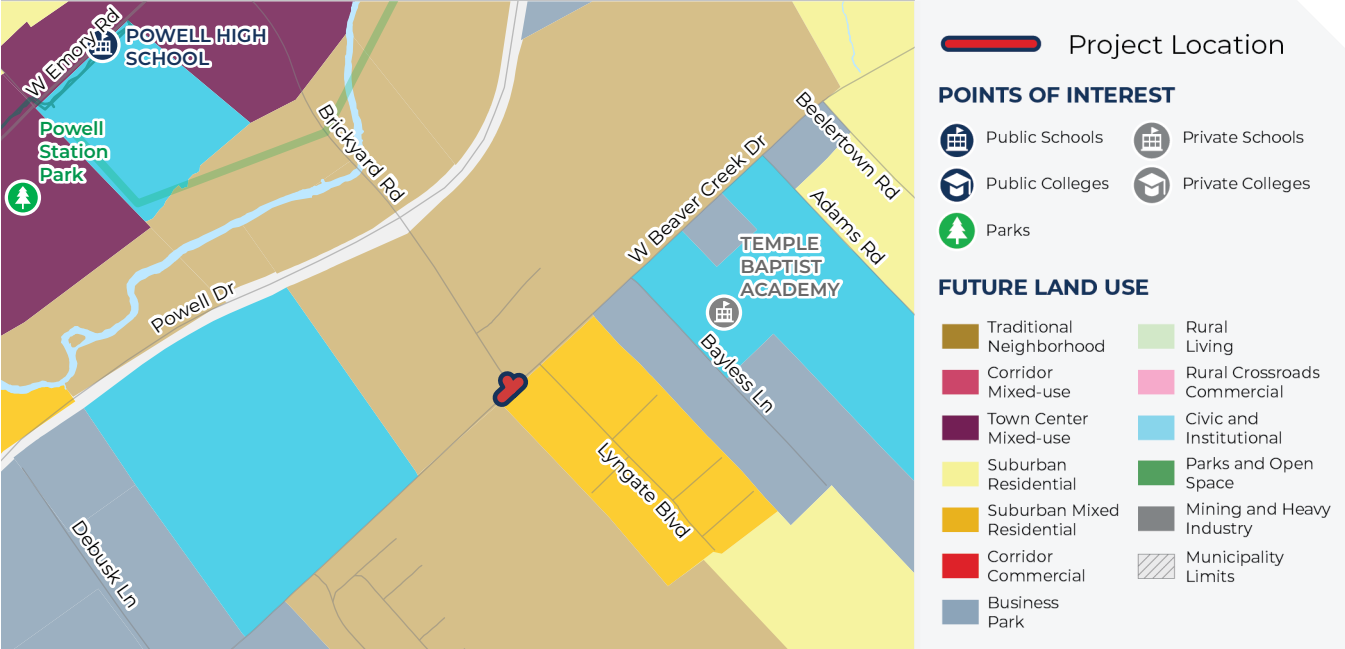 W Emory Rd
POWELL HIGH
SCHOOL
Powell
Station
Park
Brickyard Rd
Powell Dr
Beelertown Rd
W Beaver Creek Dr
Adams Rd
TEMPLE
BAPTIST
ACADEMY
Bayless Ln
Lyngate Blvd
Debusk Ln
Project Location
POINTS OF INTEREST
Public Schools
Private Schools
Public Colleges
Private Colleges
Parks
FUTURE LAND USE
Traditional
Neighborhood
Corridor
Mixed-use
Town Center
Mixed-use
Suburban
Residential
Suburban Mixed
Residential
Corridor
Commercial
Business
Park
Rural
Living
Rural Crossroads
Commercial
Civic and
Institutional
Parks and Open
Space
Mining and Heavy
Industry
Municipality
Limits